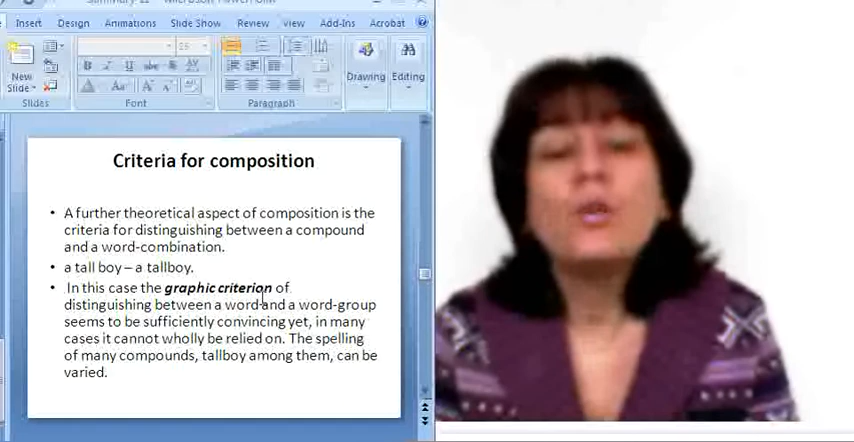 Insert Design Animations Slide Show Review View Add-Ins Acrobat
New
Slide
Drawing Editing
Slides Font Paragraph
Criteria for composition
• A further theoretical aspect of composition is the
criteria for distinguishing between a compound
and a word-combination.
• a tall boy – a tallboy.
• In this case the graphic criterion of
distinguishing between a word and a word-group
seems to be sufficiently convincing yet, in many
cases it cannot wholly be relied on. The spelling
of many compounds, tallboy among them, can be
varied.